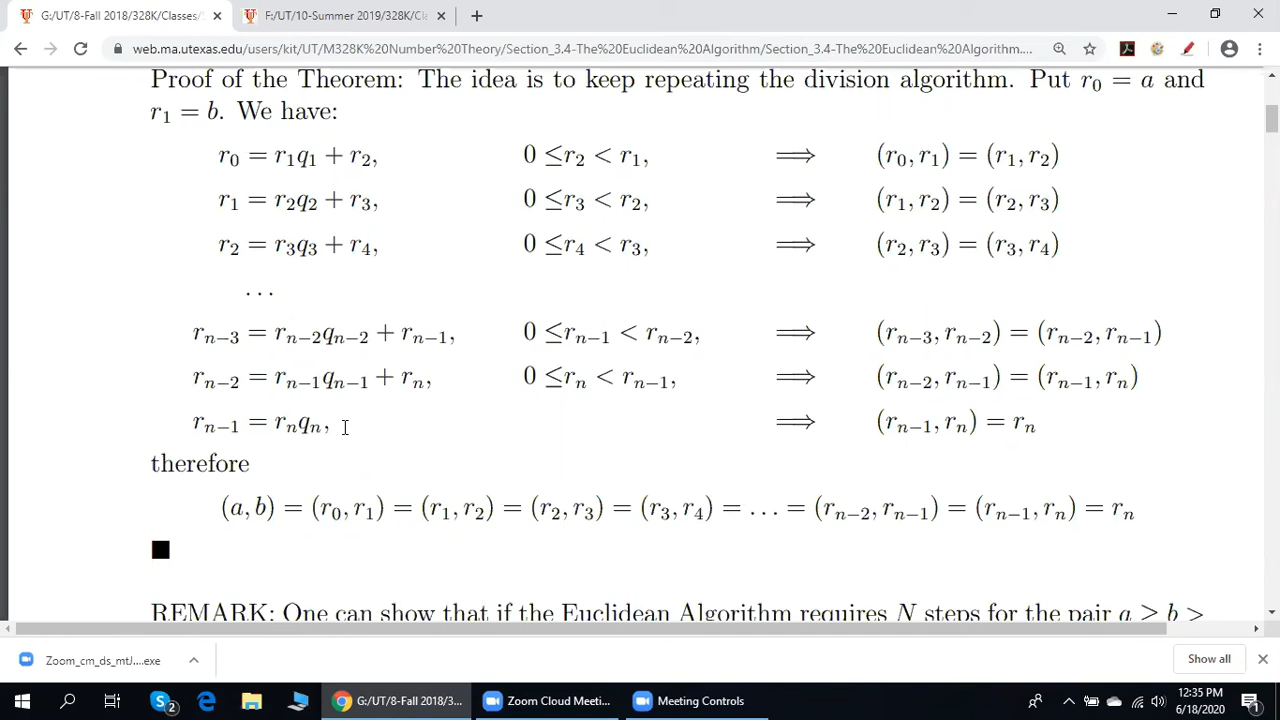 G:/UT/8-Fall 2018/328K/Classes/
F:/UT/10-Summer 2019/328K/Cla
web.ma.utexas.edu/users/kit/UT/M328K%20Number%20Theory/Section_3.4-The%20Euclidean%20Algorithm/Section_3.4-The%20Euclidean%20Algorithm....
Proof of the Theorem: The idea is to keep repeating the division algorithm. Put r₀ = a and
r₁ = b. We have:
r₀ = r₁q₁ + r₂, 0 ≤ r₂ < r₁, ⟹ (r₀, r₁) = (r₁, r₂)
r₁ = r₂q₂ + r₃, 0 ≤ r₃ < r₂, ⟹ (r₁, r₂) = (r₂, r₃)
r₂ = r₃q₃ + r₄, 0 ≤ r₄ < r₃, ⟹ (r₂, r₃) = (r₃, r₄)
...
rₙ₋₃ = rₙ₋₂qₙ₋₂ + rₙ₋₁, 0 ≤ rₙ₋₁ < rₙ₋₂, ⟹ (rₙ₋₃, rₙ₋₂) = (rₙ₋₂, rₙ₋₁)
rₙ₋₂ = rₙ₋₁qₙ₋₁ + rₙ, 0 ≤ rₙ < rₙ₋₁, ⟹ (rₙ₋₂, rₙ₋₁) = (rₙ₋₁, rₙ)
rₙ₋₁ = rₙqₙ, ⟹ (rₙ₋₁, rₙ) = rₙ
therefore
(a, b) = (r₀, r₁) = (r₁, r₂) = (r₂, r₃) = (r₃, r₄) = ... = (rₙ₋₂, rₙ₋₁) = (rₙ₋₁, rₙ) = rₙ
REMARK: One can show that if the Euclidean Algorithm requires N steps for the pair a ≥ b >
Zoom_cm_ds_mtJ....exe
Show all
2
G:/UT/8-Fall 2018/3...
Zoom Cloud Meeti...
Meeting Controls
12:35 PM
6/18/2020
1